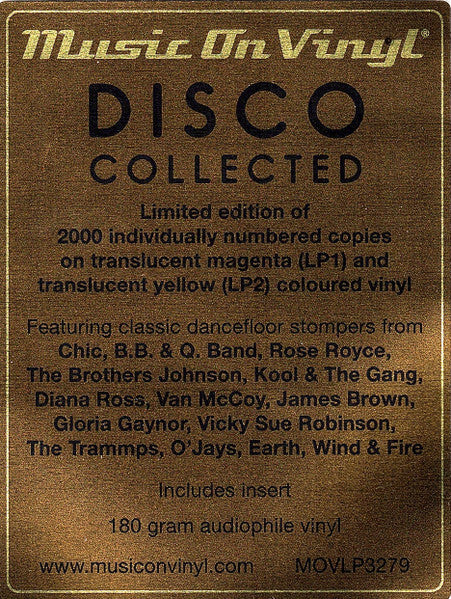 Music On Vinyl®
DISCO
COLLECTED
Limited edition of
2000 individually numbered copies
on translucent magenta (LP1) and
translucent yellow (LP2) coloured vinyl
Featuring classic dancefloor stompers from
Chic, B.B. & Q. Band, Rose Royce,
The Brothers Johnson, Kool & The Gang,
Diana Ross, Van McCoy, James Brown,
Gloria Gaynor, Vicky Sue Robinson,
The Trammps, O'Jays, Earth, Wind & Fire
Includes insert
180 gram audiophile vinyl
www.musiconvinyl.com MOVLP3279